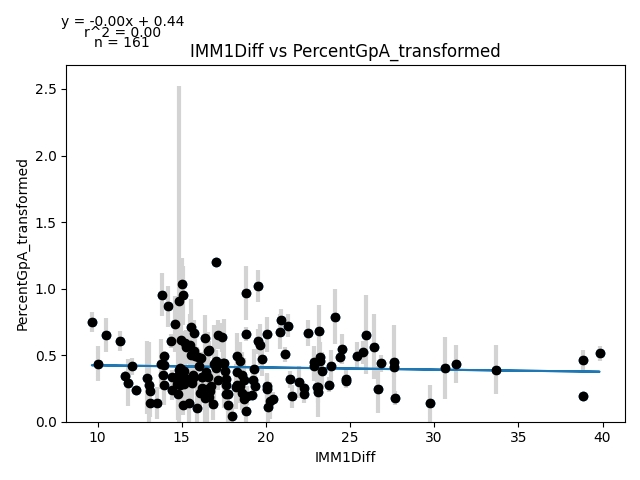 y = -0.00x + 0.44
r^2 = 0.00
n = 161
IMM1Diff vs PercentGpA_transformed
PercentGpA_transformed
2.5
2.0
1.5
1.0
0.5
0.0
10 15 20 25 30 35 40
IMM1Diff